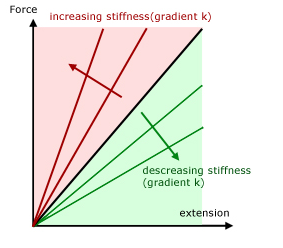 Force
increasing stiffness(gradient k)
descreasing stiffness
(gradient k)
extension